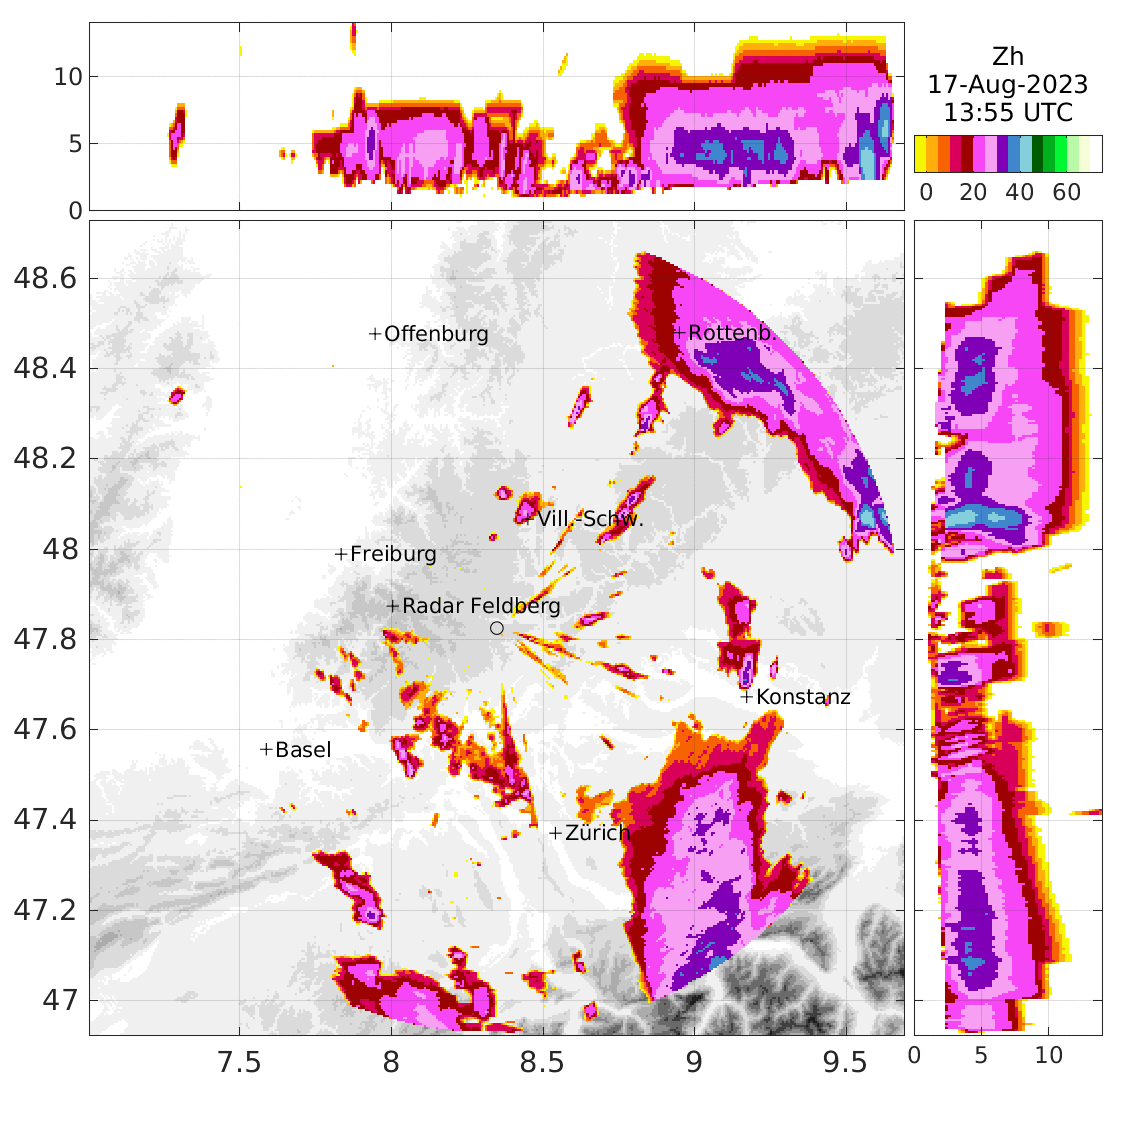 10
5
0
Zh
17-Aug-2023
13:55 UTC
0 20 40 60
48.6
48.4
48.2
48
47.8
47.6
47.4
47.2
47
+Offenburg
+Rottenb.
+Vill.-Schw.
+Freiburg
+Radar Feldberg
+Konstanz
+Basel
+Zürich
7.5 8 8.5 9 9.5
0 5 10